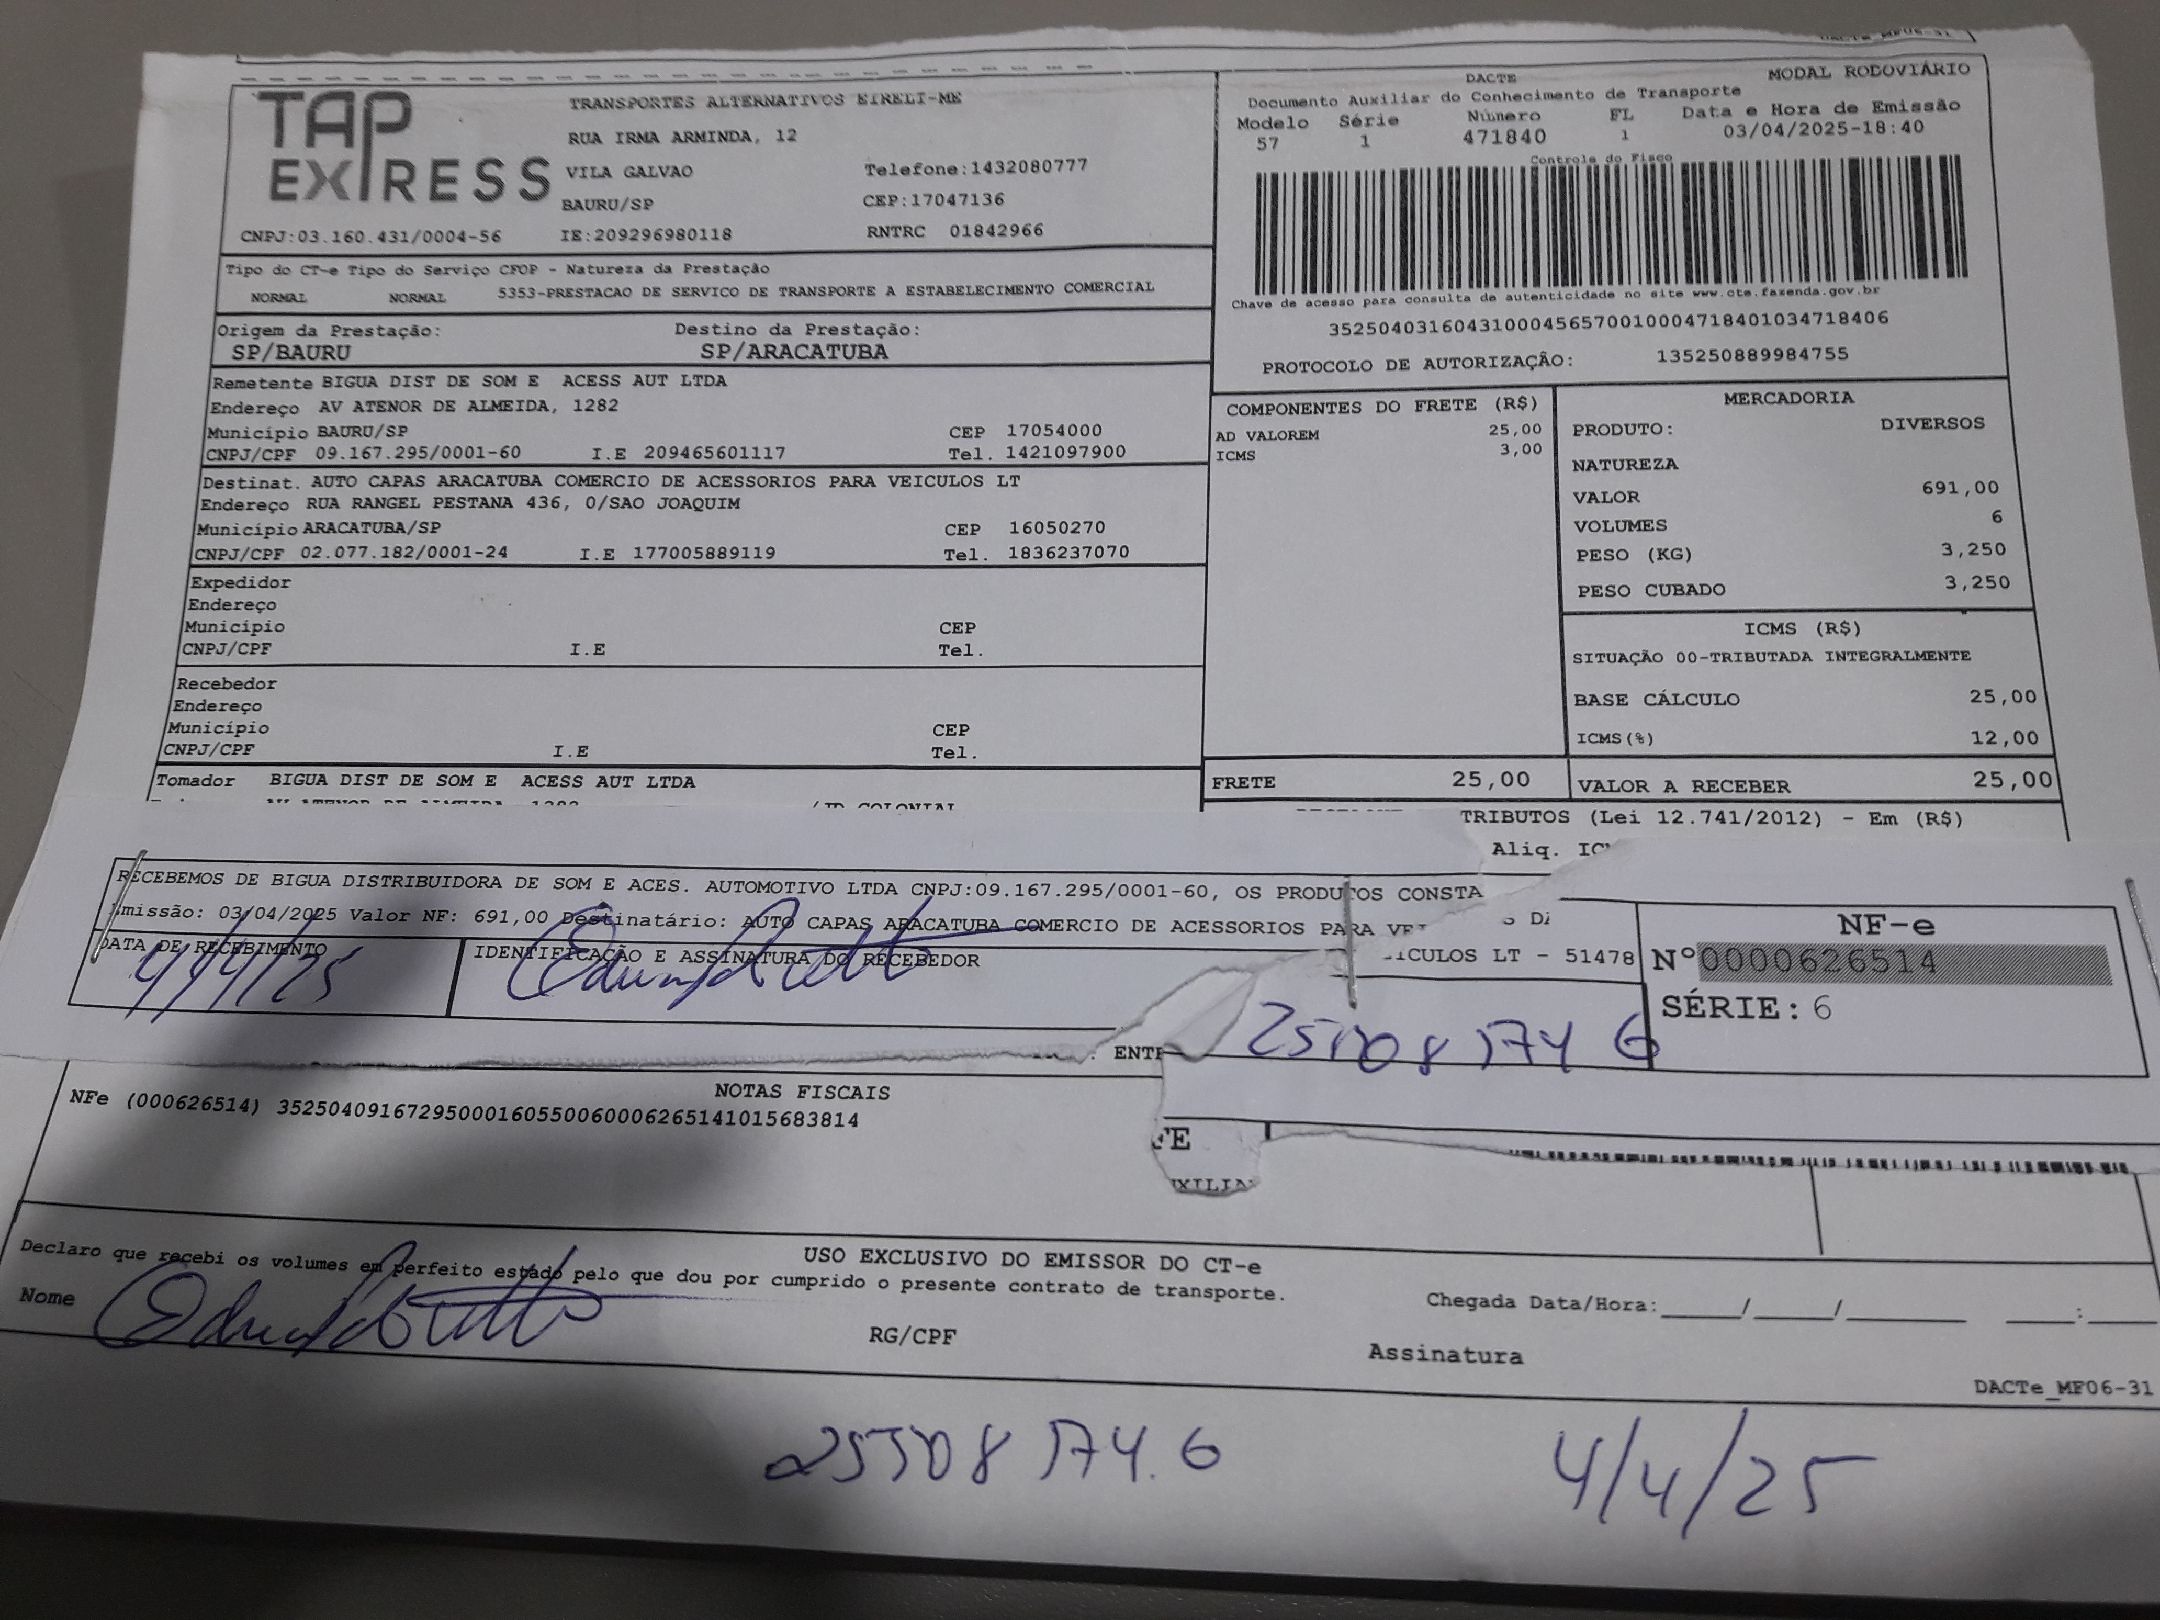 DACTe_MF06-31
TAP EXPRESS
TRANSPORTES ALTERNATIVOS EIRELI-ME
RUA IRMA ARMINDA, 12
VILA GALVAO Telefone:1432080777
BAURU/SP CEP:17047136
CNPJ:03.160.431/0004-56 IE:209296980118 RNTRC 01842966
DACTE MODAL RODOVIÁRIO
Documento Auxiliar do Conhecimento de Transporte
Modelo Série Número FL Data e Hora de Emissão
57 1 471840 1 03/04/2025-18:40
Controle do Fisco
Chave de acesso para consulta de autenticidade no site www.cte.fazenda.gov.br
35250403160431000456570010004718401034718406
PROTOCOLO DE AUTORIZAÇÃO: 135250889984755
Tipo do CT-e Tipo do Serviço CFOP - Natureza da Prestação
NORMAL NORMAL 5353-PRESTACAO DE SERVICO DE TRANSPORTE A ESTABELECIMENTO COMERCIAL
Origem da Prestação: Destino da Prestação:
SP/BAURU SP/ARACATUBA
Remetente BIGUA DIST DE SOM E ACESS AUT LTDA
Endereço AV ATENOR DE ALMEIDA, 1282
Município BAURU/SP CEP 17054000
CNPJ/CPF 09.167.295/0001-60 I.E 209465601117 Tel. 1421097900
Destinat. AUTO CAPAS ARACATUBA COMERCIO DE ACESSORIOS PARA VEICULOS LT
Endereço RUA RANGEL PESTANA 436, 0/SAO JOAQUIM
Município ARACATUBA/SP CEP 16050270
CNPJ/CPF 02.077.182/0001-24 I.E 177005889119 Tel. 1836237070
Expedidor
Endereço
Município CEP
CNPJ/CPF I.E Tel.
Recebedor
Endereço
Município CEP
CNPJ/CPF I.E Tel.
Tomador BIGUA DIST DE SOM E ACESS AUT LTDA
COMPONENTES DO FRETE (R$)
AD VALOREM 25,00
ICMS 3,00
FRETE 25,00
MERCADORIA
PRODUTO: DIVERSOS
NATUREZA
VALOR 691,00
VOLUMES 6
PESO (KG) 3,250
PESO CUBADO 3,250
ICMS (R$)
SITUAÇÃO 00-TRIBUTADA INTEGRALMENTE
BASE CÁLCULO 25,00
ICMS(%) 12,00
VALOR A RECEBER 25,00
TRIBUTOS (Lei 12.741/2012) - Em (R$)
Aliq.
RECEBEMOS DE BIGUA DISTRIBUIDORA DE SOM E ACES. AUTOMOTIVO LTDA CNPJ:09.167.295/0001-60, OS PRODUTOS CONSTA
Emissão: 03/04/2025 Valor NF: 691,00 Destinatário: AUTO CAPAS ARACATUBA COMERCIO DE ACESSORIOS PARA
ICULOS LT - 51478
DATA DE RECEBIMENTO IDENTIFICAÇÃO E ASSINATURA DO RECEBEDOR
4/4/25
NF-e
Nº0000626514
SÉRIE: 6
NOTAS FISCAIS
NFe (000626514) 35250409167295000160550060006265141015683814
USO EXCLUSIVO DO EMISSOR DO CT-e
Declaro que recebi os volumes em perfeito estado pelo que dou por cumprido o presente contrato de transporte.
Nome RG/CPF Assinatura
Chegada Data/Hora:____/____/______ ____:____
DACTe_MF06-31
4/4/25